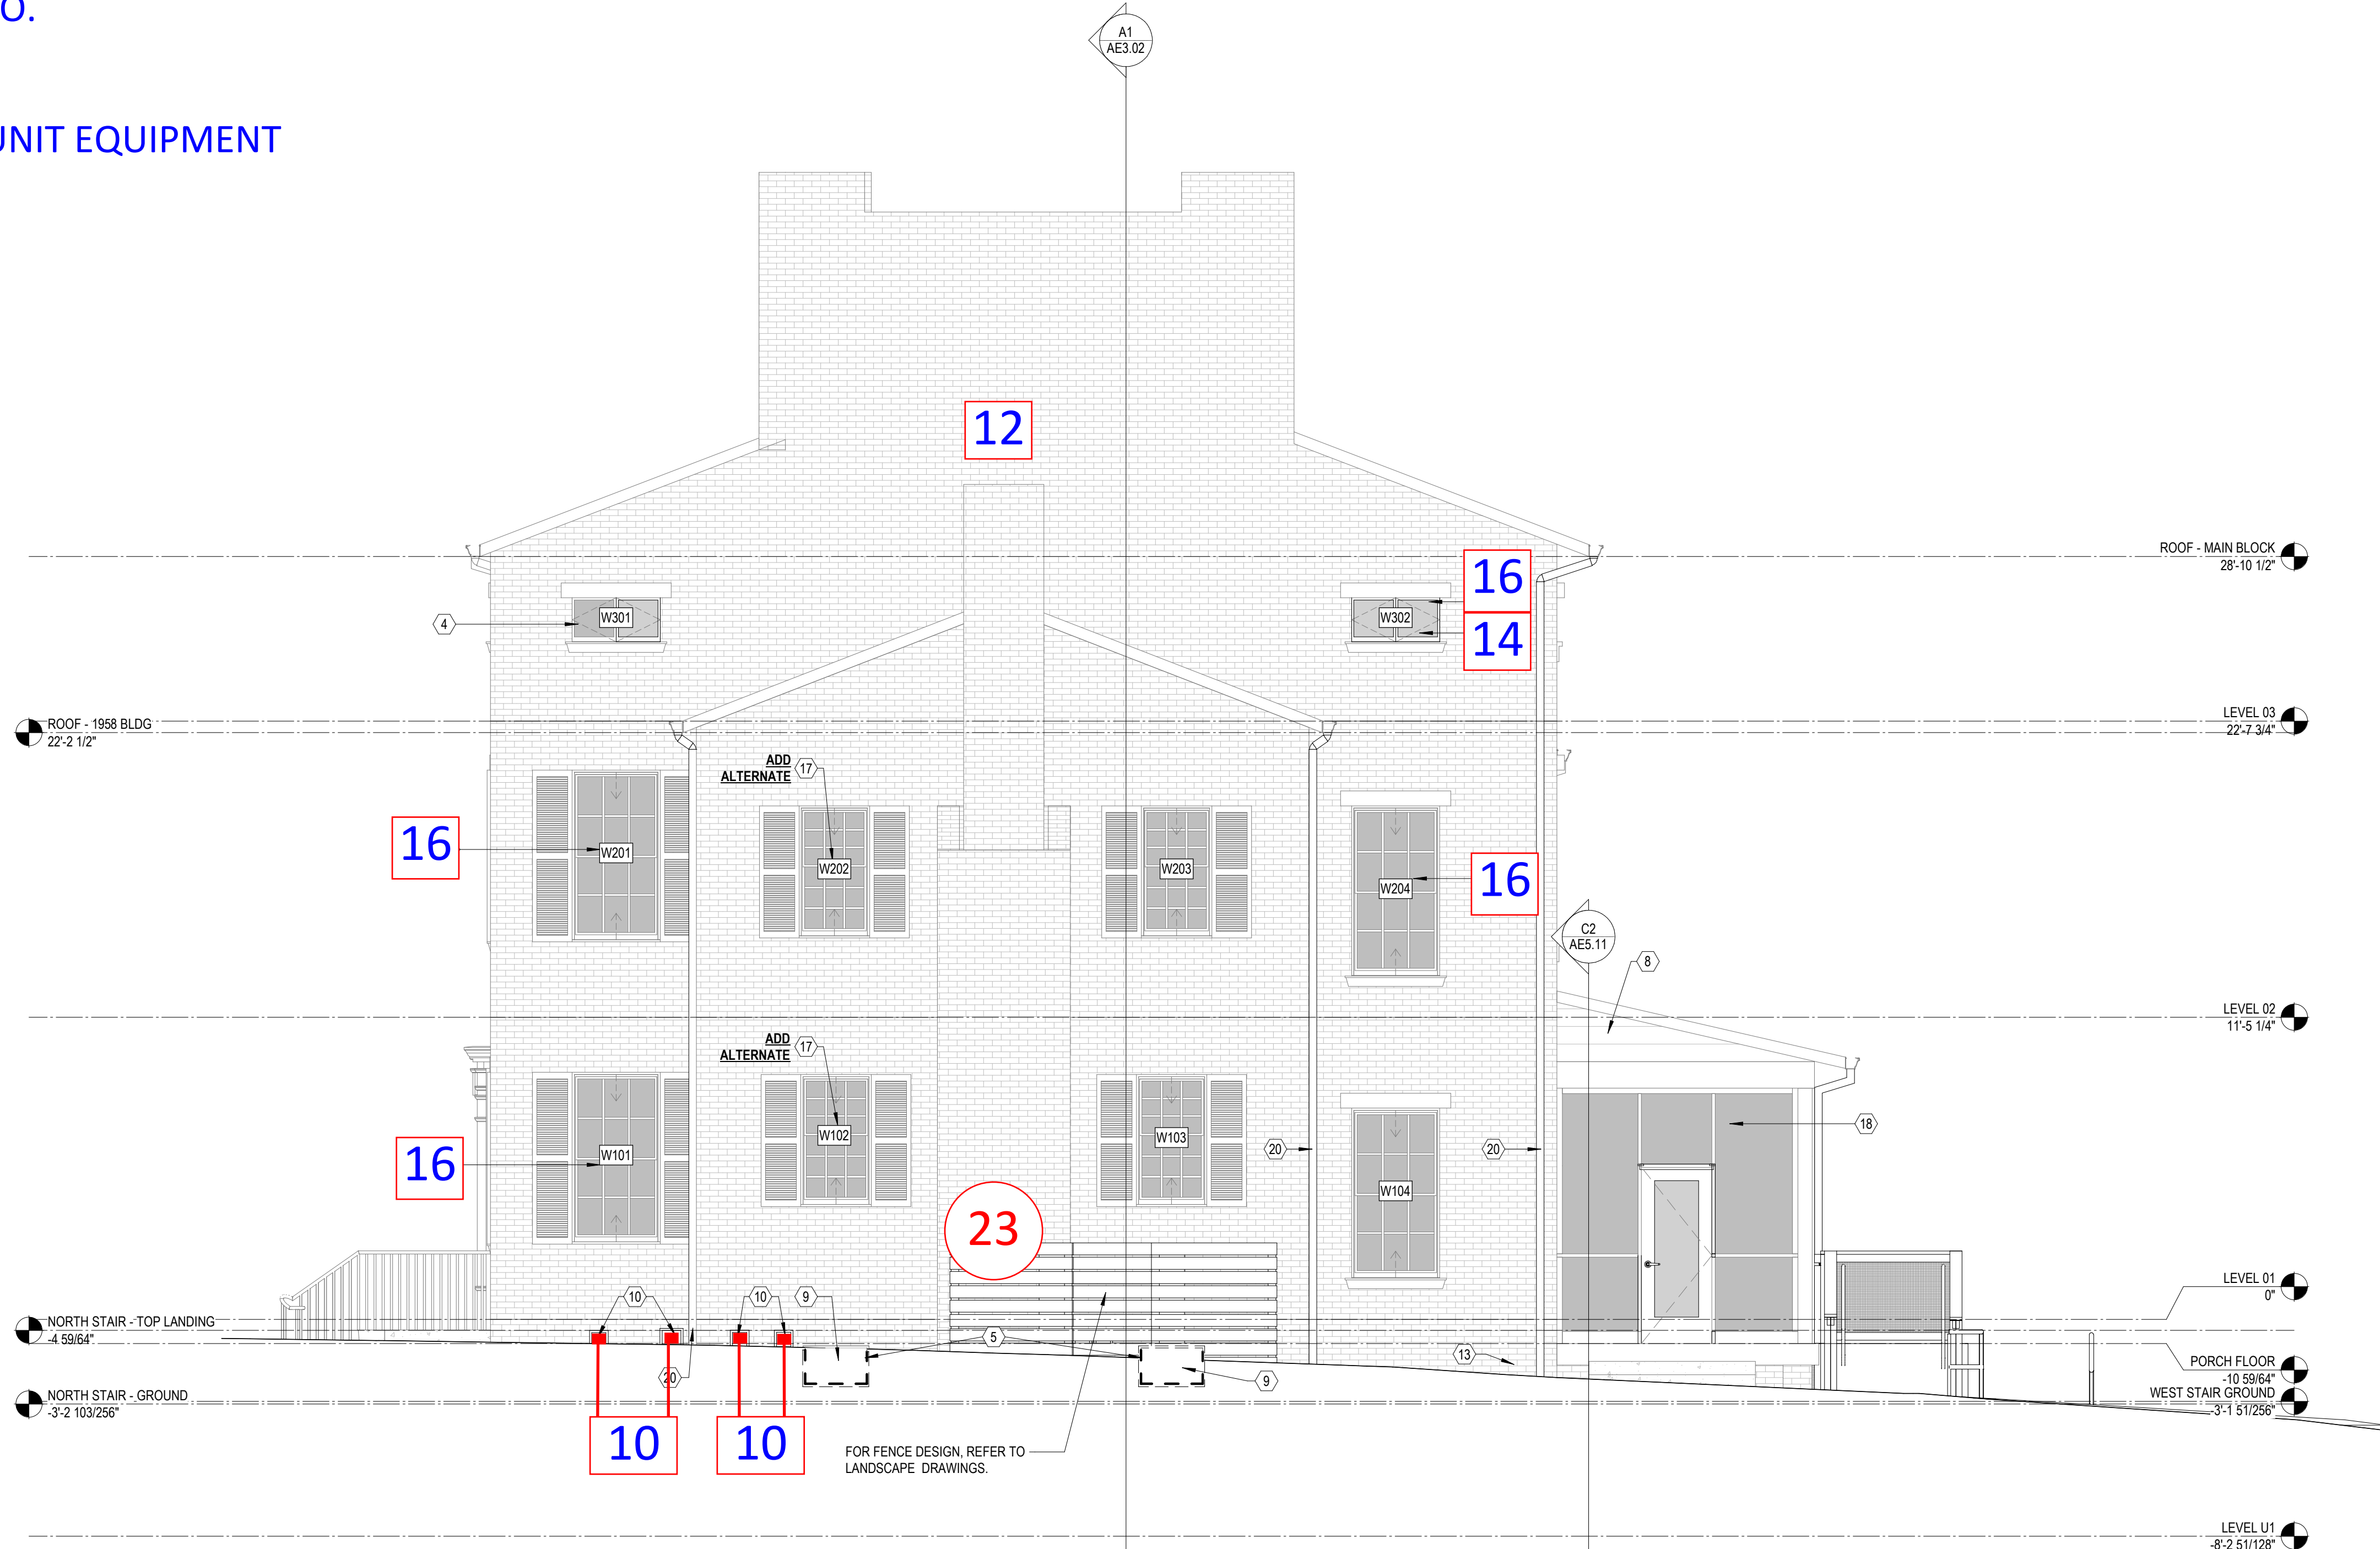 O.
UNIT EQUIPMENT
A1
AE3.02
12
ROOF - MAIN BLOCK
28'-10 1/2"
16
W301
W302
4
14
ROOF - 1958 BLDG
22'-2 1/2"
LEVEL 03
22'-7 3/4"
ADD
ALTERNATE
17
16
W201
W202
W203
W204
16
C2
AE5.11
8
LEVEL 02
11'-5 1/4"
ADD
ALTERNATE
17
18
W102
W103
20
20
16
W101
W104
23
LEVEL 01
0"
10
10
9
NORTH STAIR - TOP LANDING
-4 59/64"
5
13
PORCH FLOOR
-10 59/64"
20
9
NORTH STAIR - GROUND
-3'-2 103/256"
WEST STAIR GROUND
-3'-1 51/256"
10
10
FOR FENCE DESIGN, REFER TO
LANDSCAPE DRAWINGS.
LEVEL U1
-8'-2 51/128"